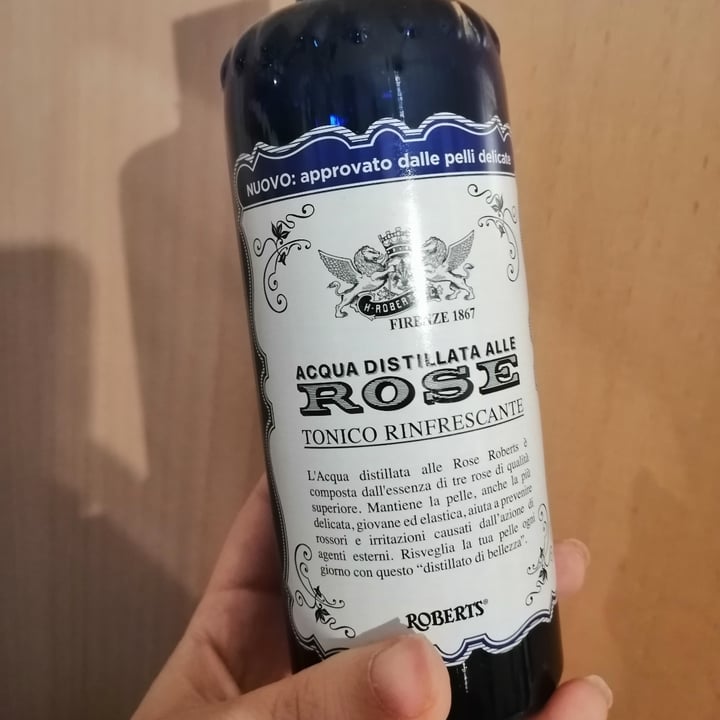 NUOVO: approvato dalle pelli delicate
H·ROBERT
FIRENZE 1867
ACQUA DISTILLATA ALLE
ROSE
TONICO RINFRESCANTE
L'Acqua distillata alle Rose Roberts è
composta dall'essenza di tre rose di qualità
superiore. Mantiene la pelle, anche la più
delicata, giovane ed elastica, aiuta a prevenire
rossori e irritazioni causati dall'azione di
agenti esterni. Risveglia la tua pelle ogni
giorno con questo “distillato di bellezza”.
ROBERTS®